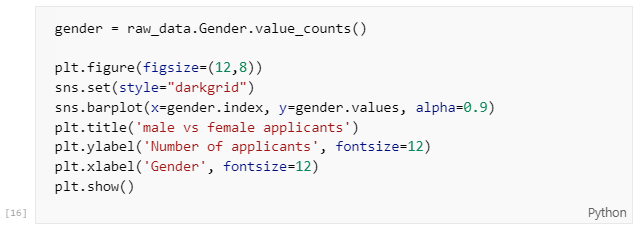 gender = raw_data.Gender.value_counts()
plt.figure(figsize=(12,8))
sns.set(style="darkgrid")
sns.barplot(x=gender.index, y=gender.values, alpha=0.9)
plt.title('male vs female applicants')
plt.ylabel('Number of applicants', fontsize=12)
plt.xlabel('Gender', fontsize=12)
plt.show()
[16]
Python